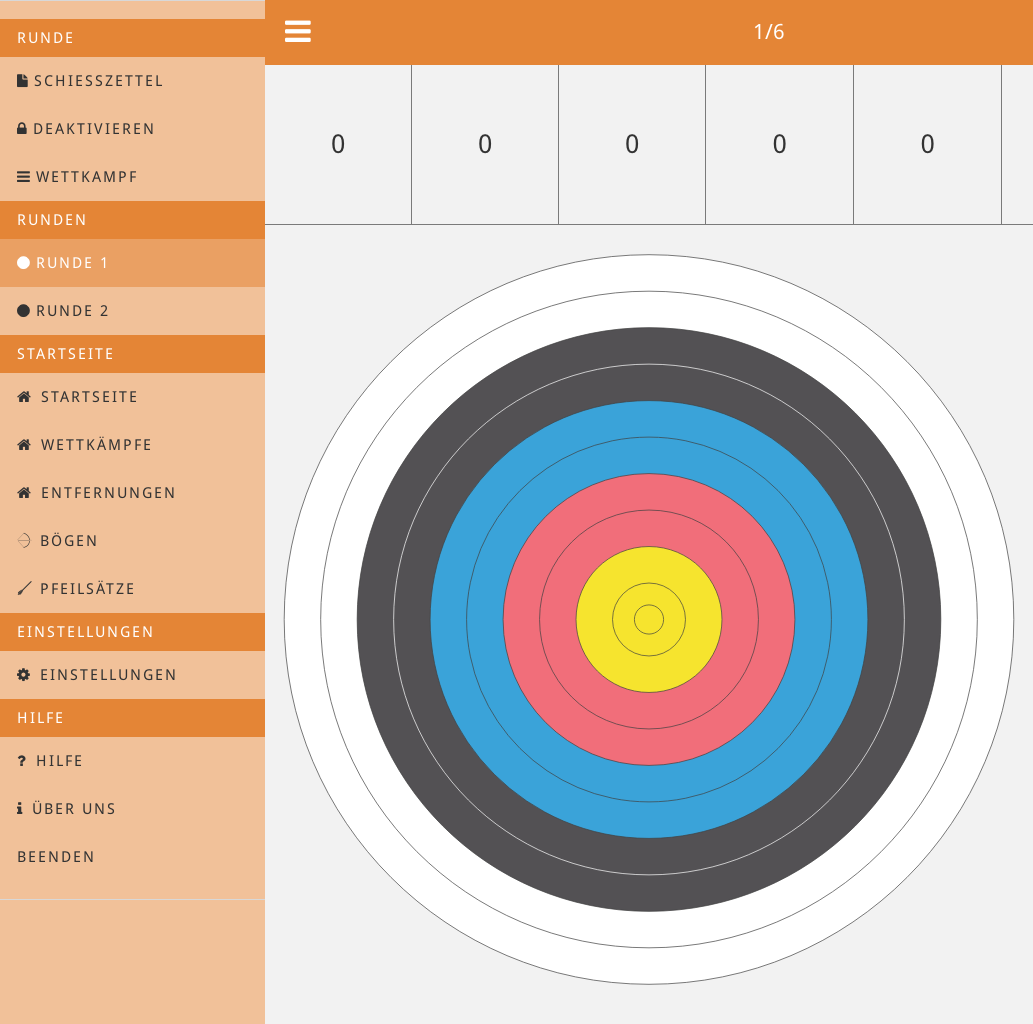 RUNDE
SCHIESSZETTEL
DEAKTIVIEREN
WETTKAMPF
RUNDEN
RUNDE 1
RUNDE 2
STARTSEITE
STARTSEITE
WETTKÄMPFE
ENTFERNUNGEN
BÖGEN
PFEILSÄTZE
EINSTELLUNGEN
EINSTELLUNGEN
HILFE
? HILFE
ÜBER UNS
BEENDEN
1/6
0 0 0 0 0